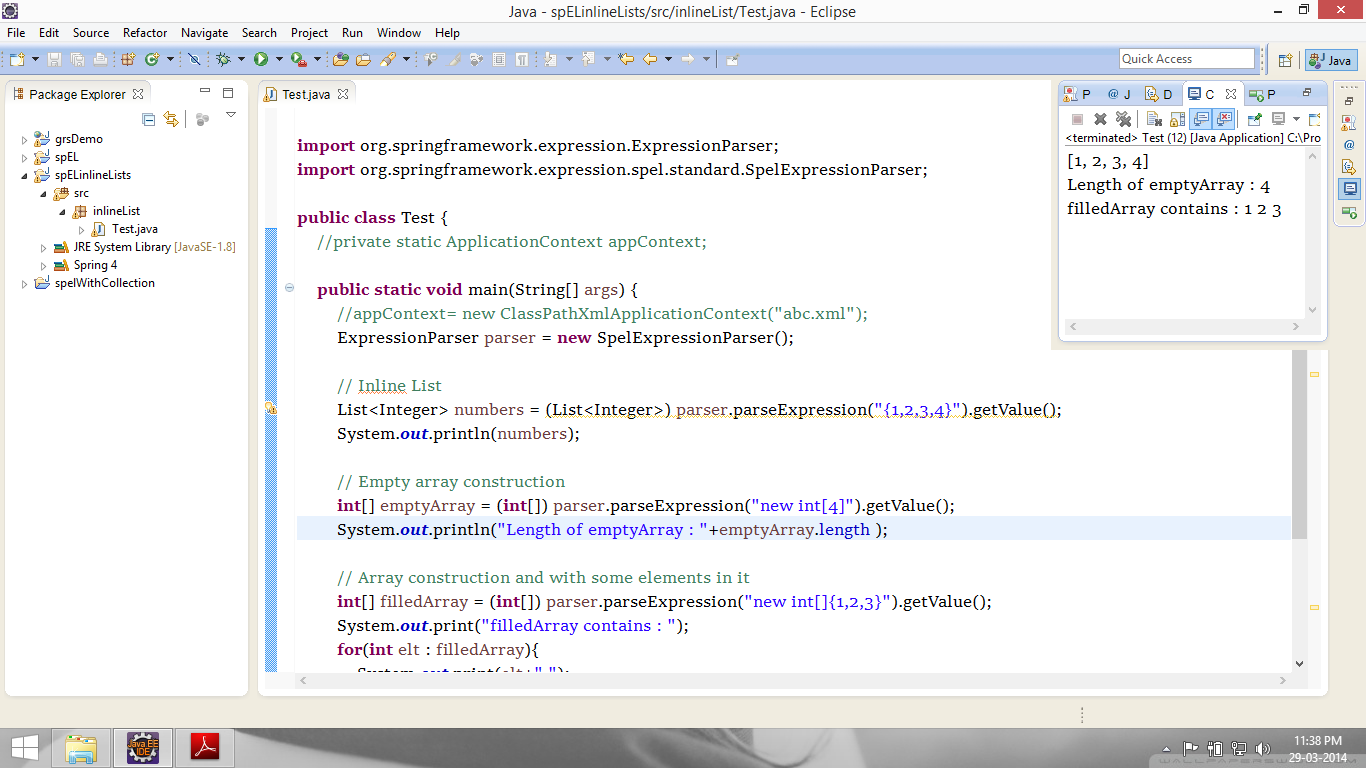 Java - spELinlineLists/src/inlineList/Test.java - Eclipse
File Edit Source Refactor Navigate Search Project Run Window Help
Quick Access
Java
Package Explorer
grsDemo
spEL
spELinlineLists
src
inlineList
Test.java
JRE System Library [JavaSE-1.8]
Spring 4
spelWithCollection
Test.java
import org.springframework.expression.ExpressionParser;
import org.springframework.expression.spel.standard.SpelExpressionParser;
public class Test {
//private static ApplicationContext appContext;
public static void main(String[] args) {
//appContext= new ClassPathXmlApplicationContext("abc.xml");
ExpressionParser parser = new SpelExpressionParser();
// Inline List
List<Integer> numbers = (List<Integer>) parser.parseExpression("{1,2,3,4}").getValue();
System.out.println(numbers);
// Empty array construction
int[] emptyArray = (int[]) parser.parseExpression("new int[4]").getValue();
System.out.println("Length of emptyArray : "+emptyArray.length );
// Array construction and with some elements in it
int[] filledArray = (int[]) parser.parseExpression("new int[]{1,2,3}").getValue();
System.out.print("filledArray contains : ");
for(int elt : filledArray){
System.out.print(elt+" ");
P @ J D C P
<terminated> Test (12) [Java Application] C:\Pro
[1, 2, 3, 4]
Length of emptyArray : 4
filledArray contains : 1 2 3
Java EE
IDE
11:38 PM
29-03-2014